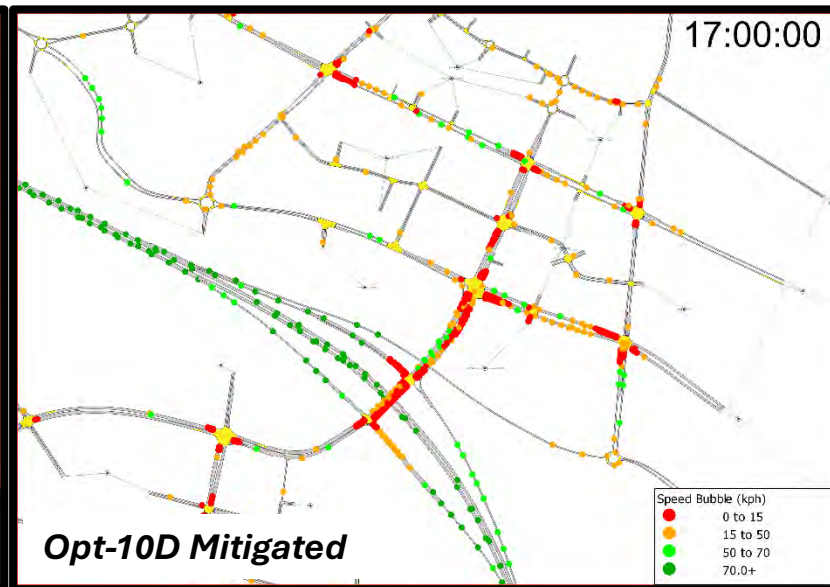 17:00:00
Speed Bubble (kph)
0 to 15
15 to 50
50 to 70
70.0+
Opt-10D Mitigated